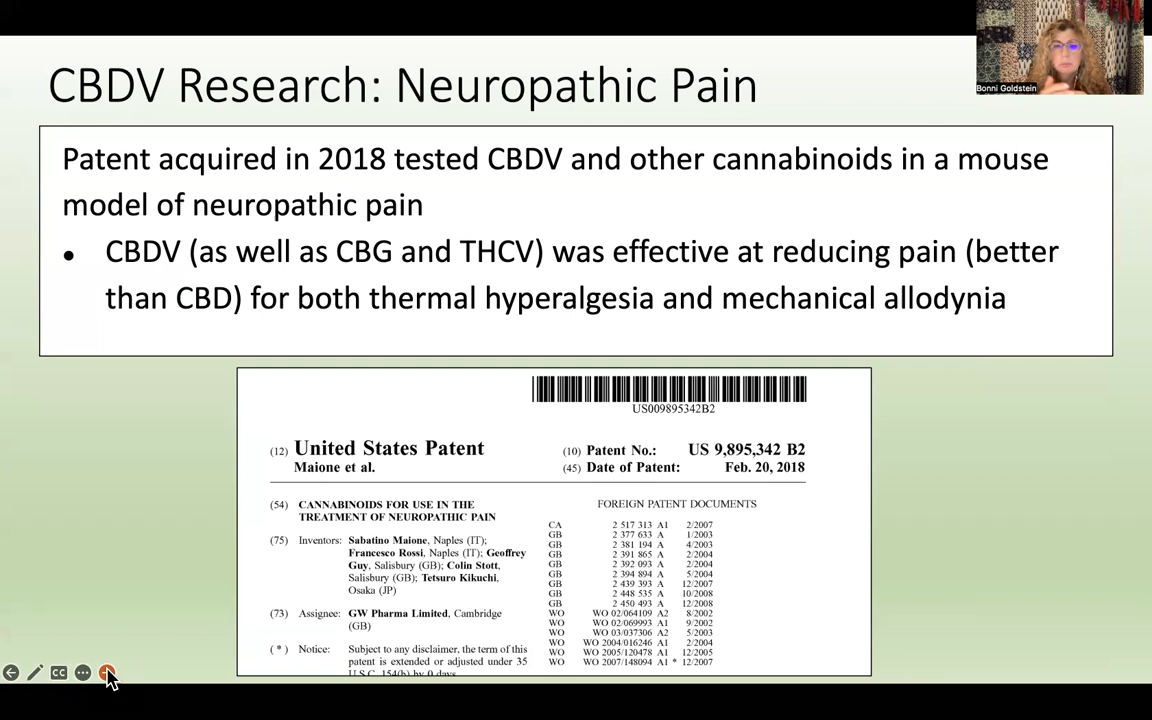 CBDV Research: Neuropathic Pain
Bonni Goldstein
Patent acquired in 2018 tested CBDV and other cannabinoids in a mouse
model of neuropathic pain
• CBDV (as well as CBG and THCV) was effective at reducing pain (better
than CBD) for both thermal hyperalgesia and mechanical allodynia
US009895342B2
(12) United States Patent
Maione et al.
(10) Patent No.: US 9,895,342 B2
(45) Date of Patent: Feb. 20, 2018
(54) CANNABINOIDS FOR USE IN THE
TREATMENT OF NEUROPATHIC PAIN
(75) Inventors: Sabatino Maione, Naples (IT);
Francesco Rossi, Naples (IT); Geoffrey
Guy, Salisbury (GB); Colin Stott,
Salisbury (GB); Tetsuro Kikuchi,
Osaka (JP)
(73) Assignee: GW Pharma Limited, Cambridge
(GB)
(*) Notice: Subject to any disclaimer, the term of this
patent is extended or adjusted under 35
U.S.C. 154(b) by 0 days.
FOREIGN PATENT DOCUMENTS
CA 2 517 313 A1 2/2007
GB 2 377 633 A 1/2003
GB 2 381 194 A 4/2003
GB 2 391 865 A 2/2004
GB 2 392 093 A 2/2004
GB 2 394 894 A 5/2004
GB 2 439 393 A 12/2007
GB 2 448 535 A 10/2008
GB 2 450 493 A 12/2008
WO WO 02/064109 A2 8/2002
WO WO 02/069993 A1 9/2002
WO WO 03/037306 A2 5/2003
WO WO 2004/016246 A1 2/2004
WO WO 2005/120478 A1 12/2005
WO WO 2007/148094 A1 * 12/2007
CC